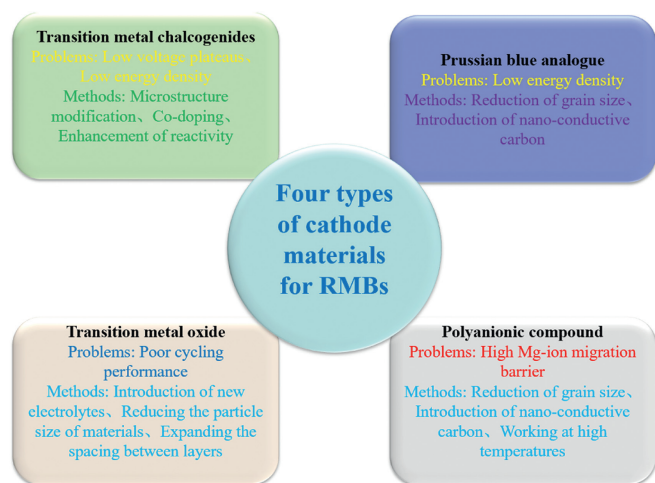 Transition metal chalcogenides
Problems: Low voltage plateaus、
Low energy density
Methods: Microstructure
modification、Co-doping、
Enhancement of reactivity
Prussian blue analogue
Problems: Low energy density
Methods: Reduction of grain size、
Introduction of nano-conductive
carbon
Four types
of cathode
materials
for RMBs
Transition metal oxide
Problems: Poor cycling
performance
Methods: Introduction of new
electrolytes、Reducing the particle
size of materials、Expanding the
spacing between layers
Polyanionic compound
Problems: High Mg-ion migration
barrier
Methods: Reduction of grain size、
Introduction of nano-conductive
carbon、Working at high
temperatures